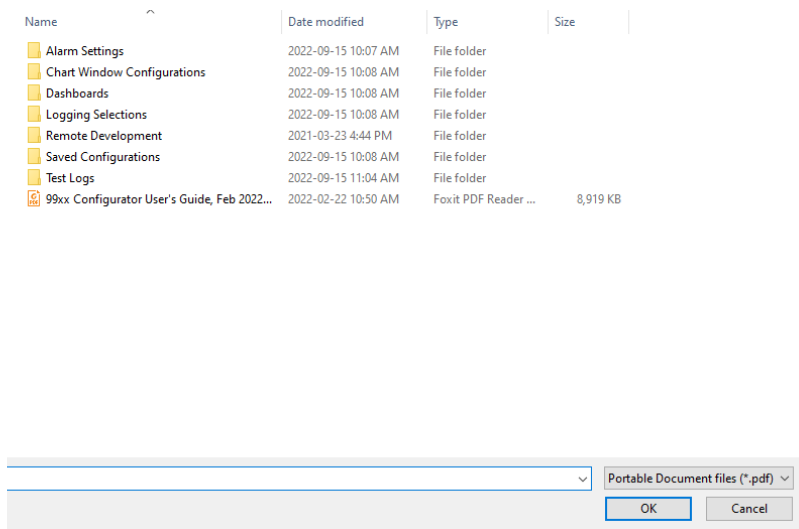 Name Date modified Type Size
Alarm Settings 2022-09-15 10:07 AM File folder
Chart Window Configurations 2022-09-15 10:08 AM File folder
Dashboards 2022-09-15 10:08 AM File folder
Logging Selections 2022-09-15 10:08 AM File folder
Remote Development 2021-03-23 4:44 PM File folder
Saved Configurations 2022-09-15 10:08 AM File folder
Test Logs 2022-09-15 11:04 AM File folder
99xx Configurator User's Guide, Feb 2022... 2022-02-22 10:50 AM Foxit PDF Reader ... 8,919 KB
Portable Document files (*.pdf)
OK Cancel